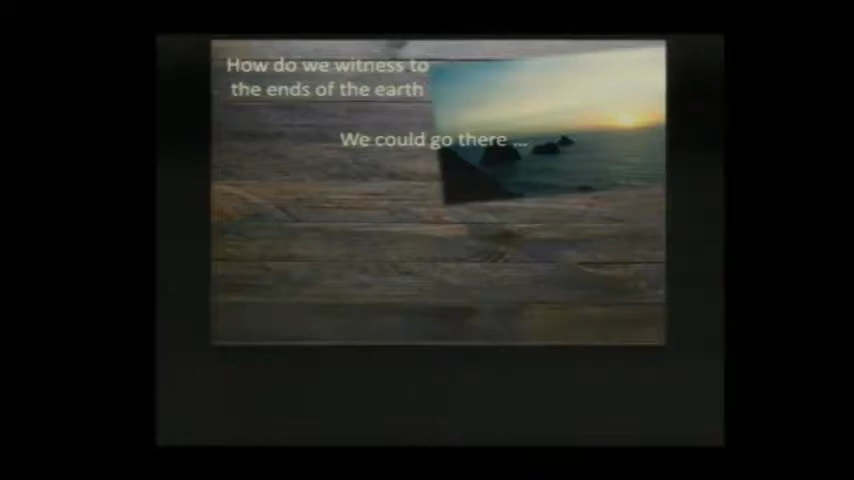 How do we witness to
the ends of the earth
We could go there ...